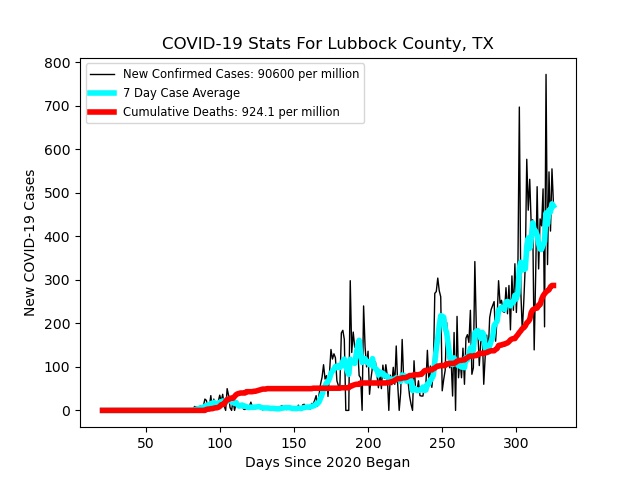 COVID-19 Stats For Lubbock County, TX
New Confirmed Cases: 90600 per million
7 Day Case Average
Cumulative Deaths: 924.1 per million
800
700
600
500
400
300
200
100
0
New COVID-19 Cases
50 100 150 200 250 300
Days Since 2020 Began